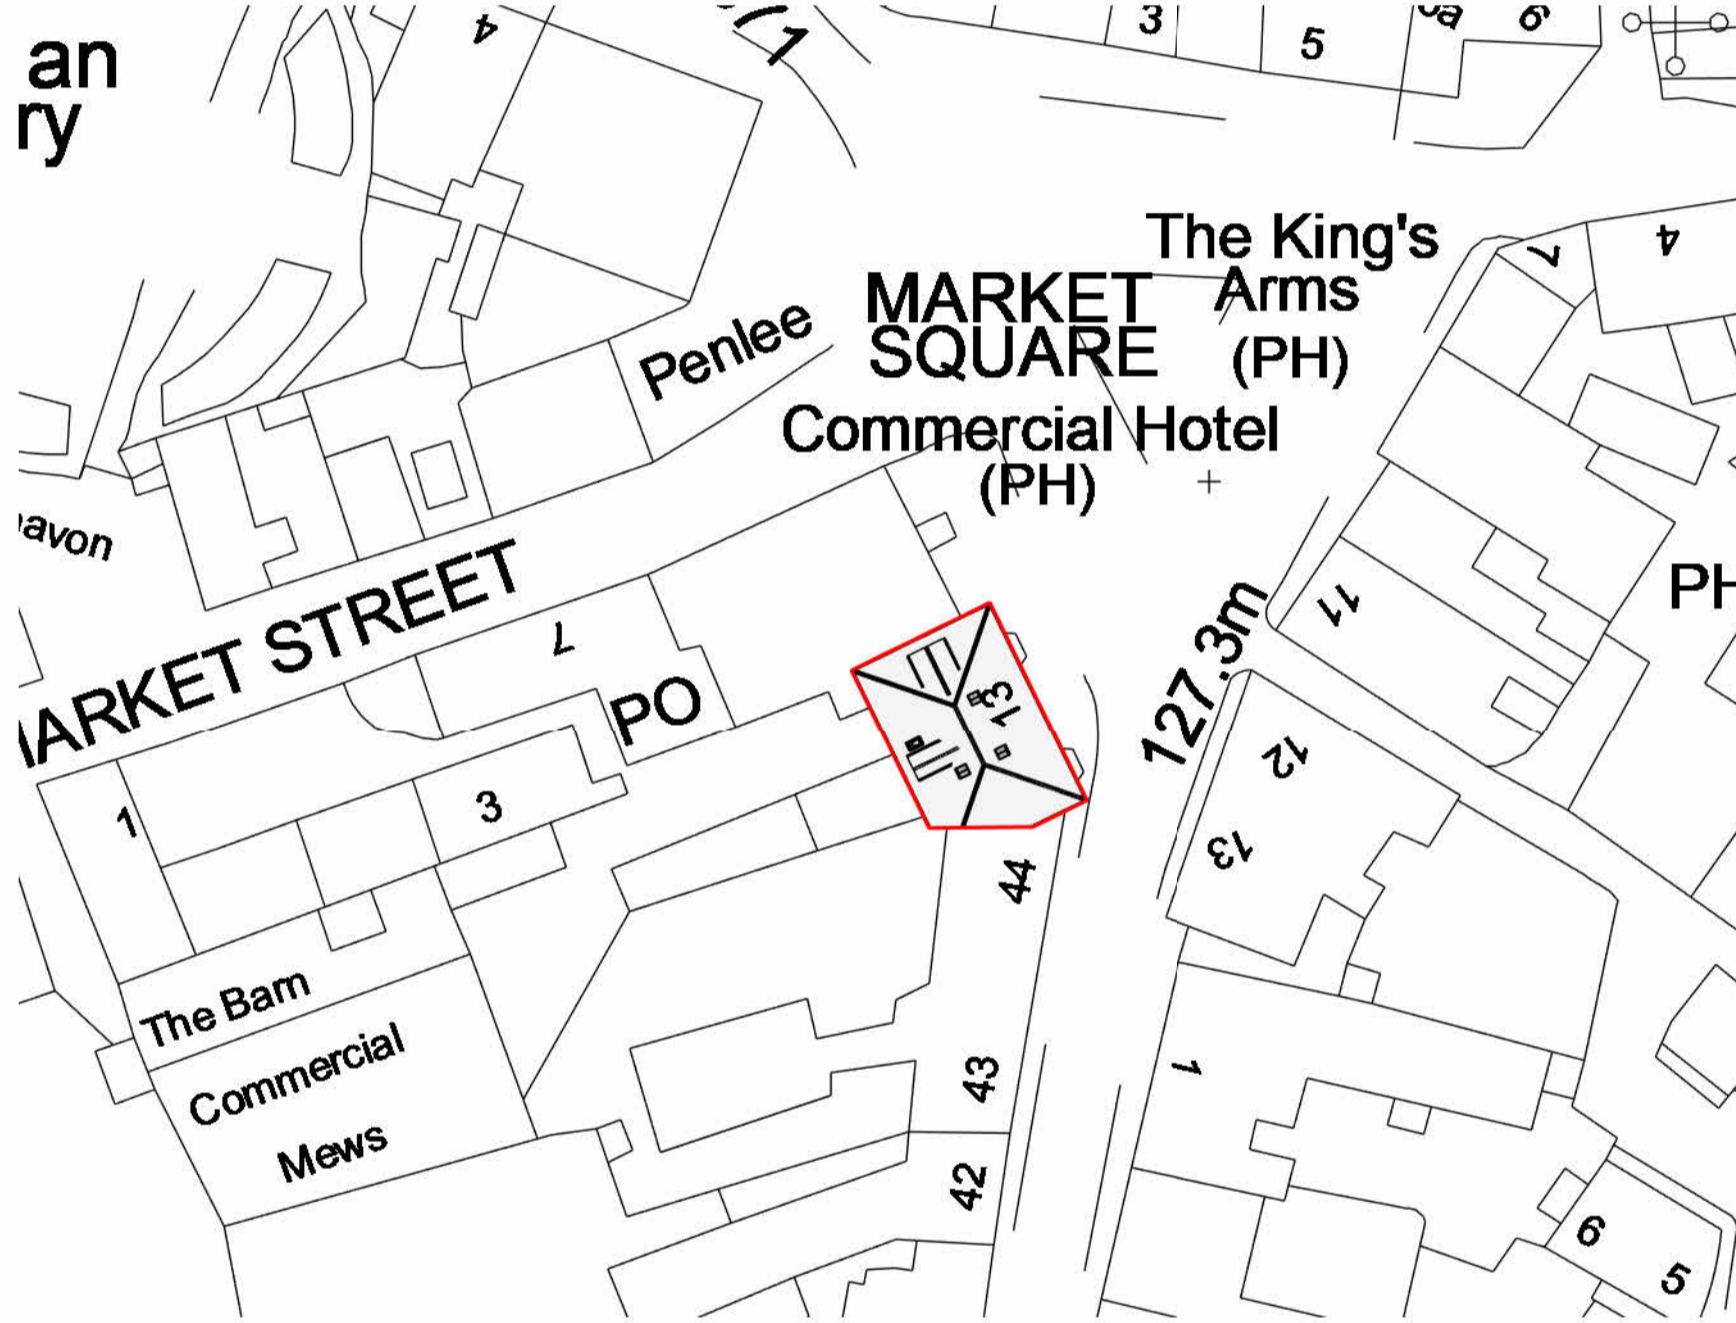 an
ry
4
3
5
6
The King's
Arms
(PH)
MARKET
SQUARE
Commercial Hotel
(PH)
Penlee
7
4
avon
MARKET STREET
7
PO
13
127.3m
11
PH
12
13
1
3
44
The Barn
Commercial
Mews
43
42
1
6
5